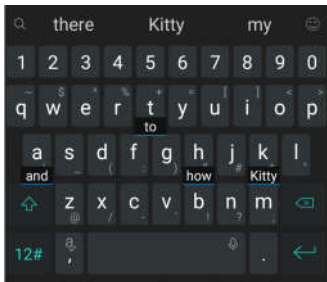 there Kitty my
1 2 3 4 5 6 7 8 9 0
~ $ ^ % + = [ ] < >
q w e r t y u i o p
to
a s d f g h j k l
_ ( ) #
and how Kitty
z x c v b n m
@ / - ! ?
12# , .